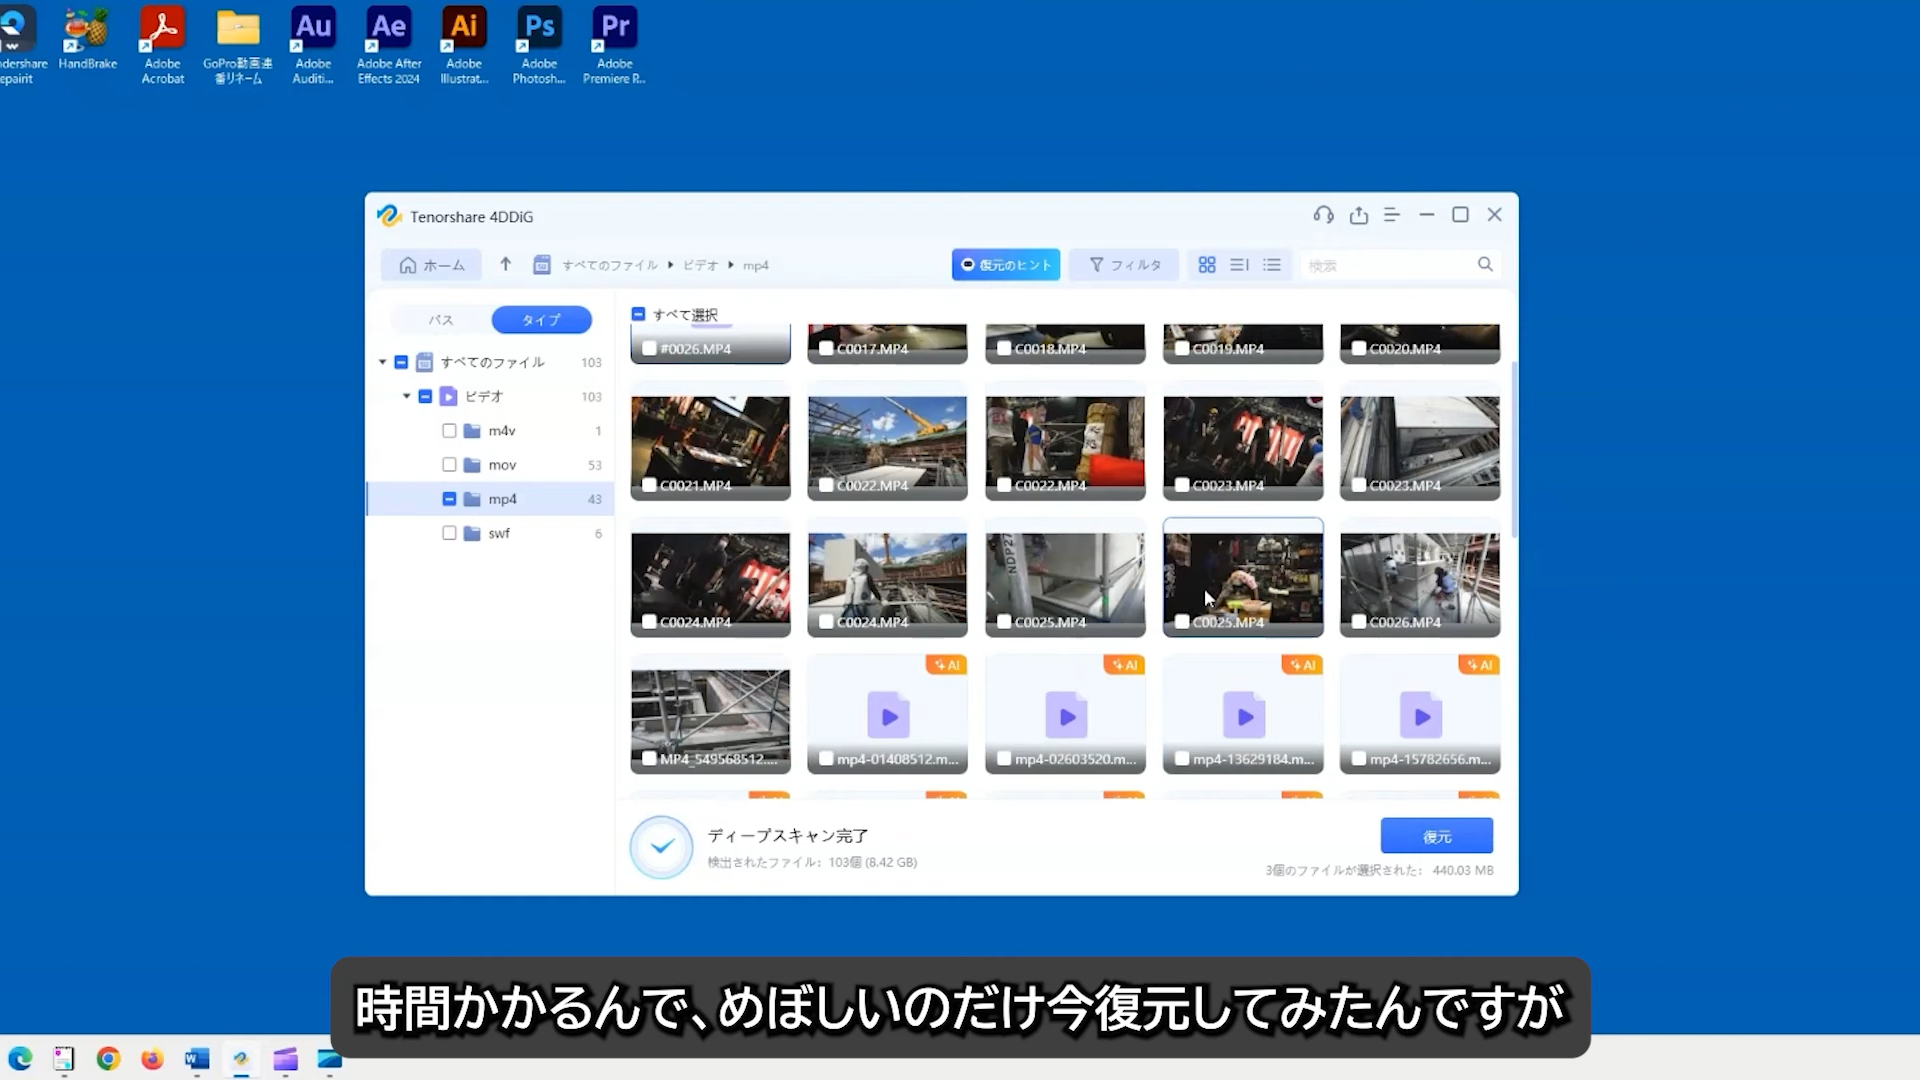 dershare
epairit
HandBrake
Adobe
Acrobat
GoPro動画連
番リネーム
Adobe
Auditi...
Adobe After
Effects 2024
Adobe
Illustrat...
Adobe
Photosh...
Adobe
Premiere P...
Au
Ae
Ai
Ps
Pr
Tenorshare 4DDiG
ホーム
すべてのファイル
ビデオ
mp4
復元のヒント
フィルタ
検索
パス
タイプ
すべて選択
すべてのファイル 103
ビデオ 103
m4v 1
mov 53
mp4 43
swf 6
#0026.MP4
C0017.MP4
C0018.MP4
C0019.MP4
C0020.MP4
C0021.MP4
C0022.MP4
C0022.MP4
C0023.MP4
C0023.MP4
C0024.MP4
C0024.MP4
C0025.MP4
C0025.MP4
C0026.MP4
NDP27
AI
AI
AI
AI
MP4_549568512....
mp4-01408512.m...
mp4-02603520.m...
mp4-13629184.m...
mp4-15782656.m...
ディープスキャン完了
検出されたファイル: 103個 (8.42 GB)
復元
3個のファイルが選択された: 440.03 MB
時間かかるんで、めぼしいのだけ今復元してみたんですが